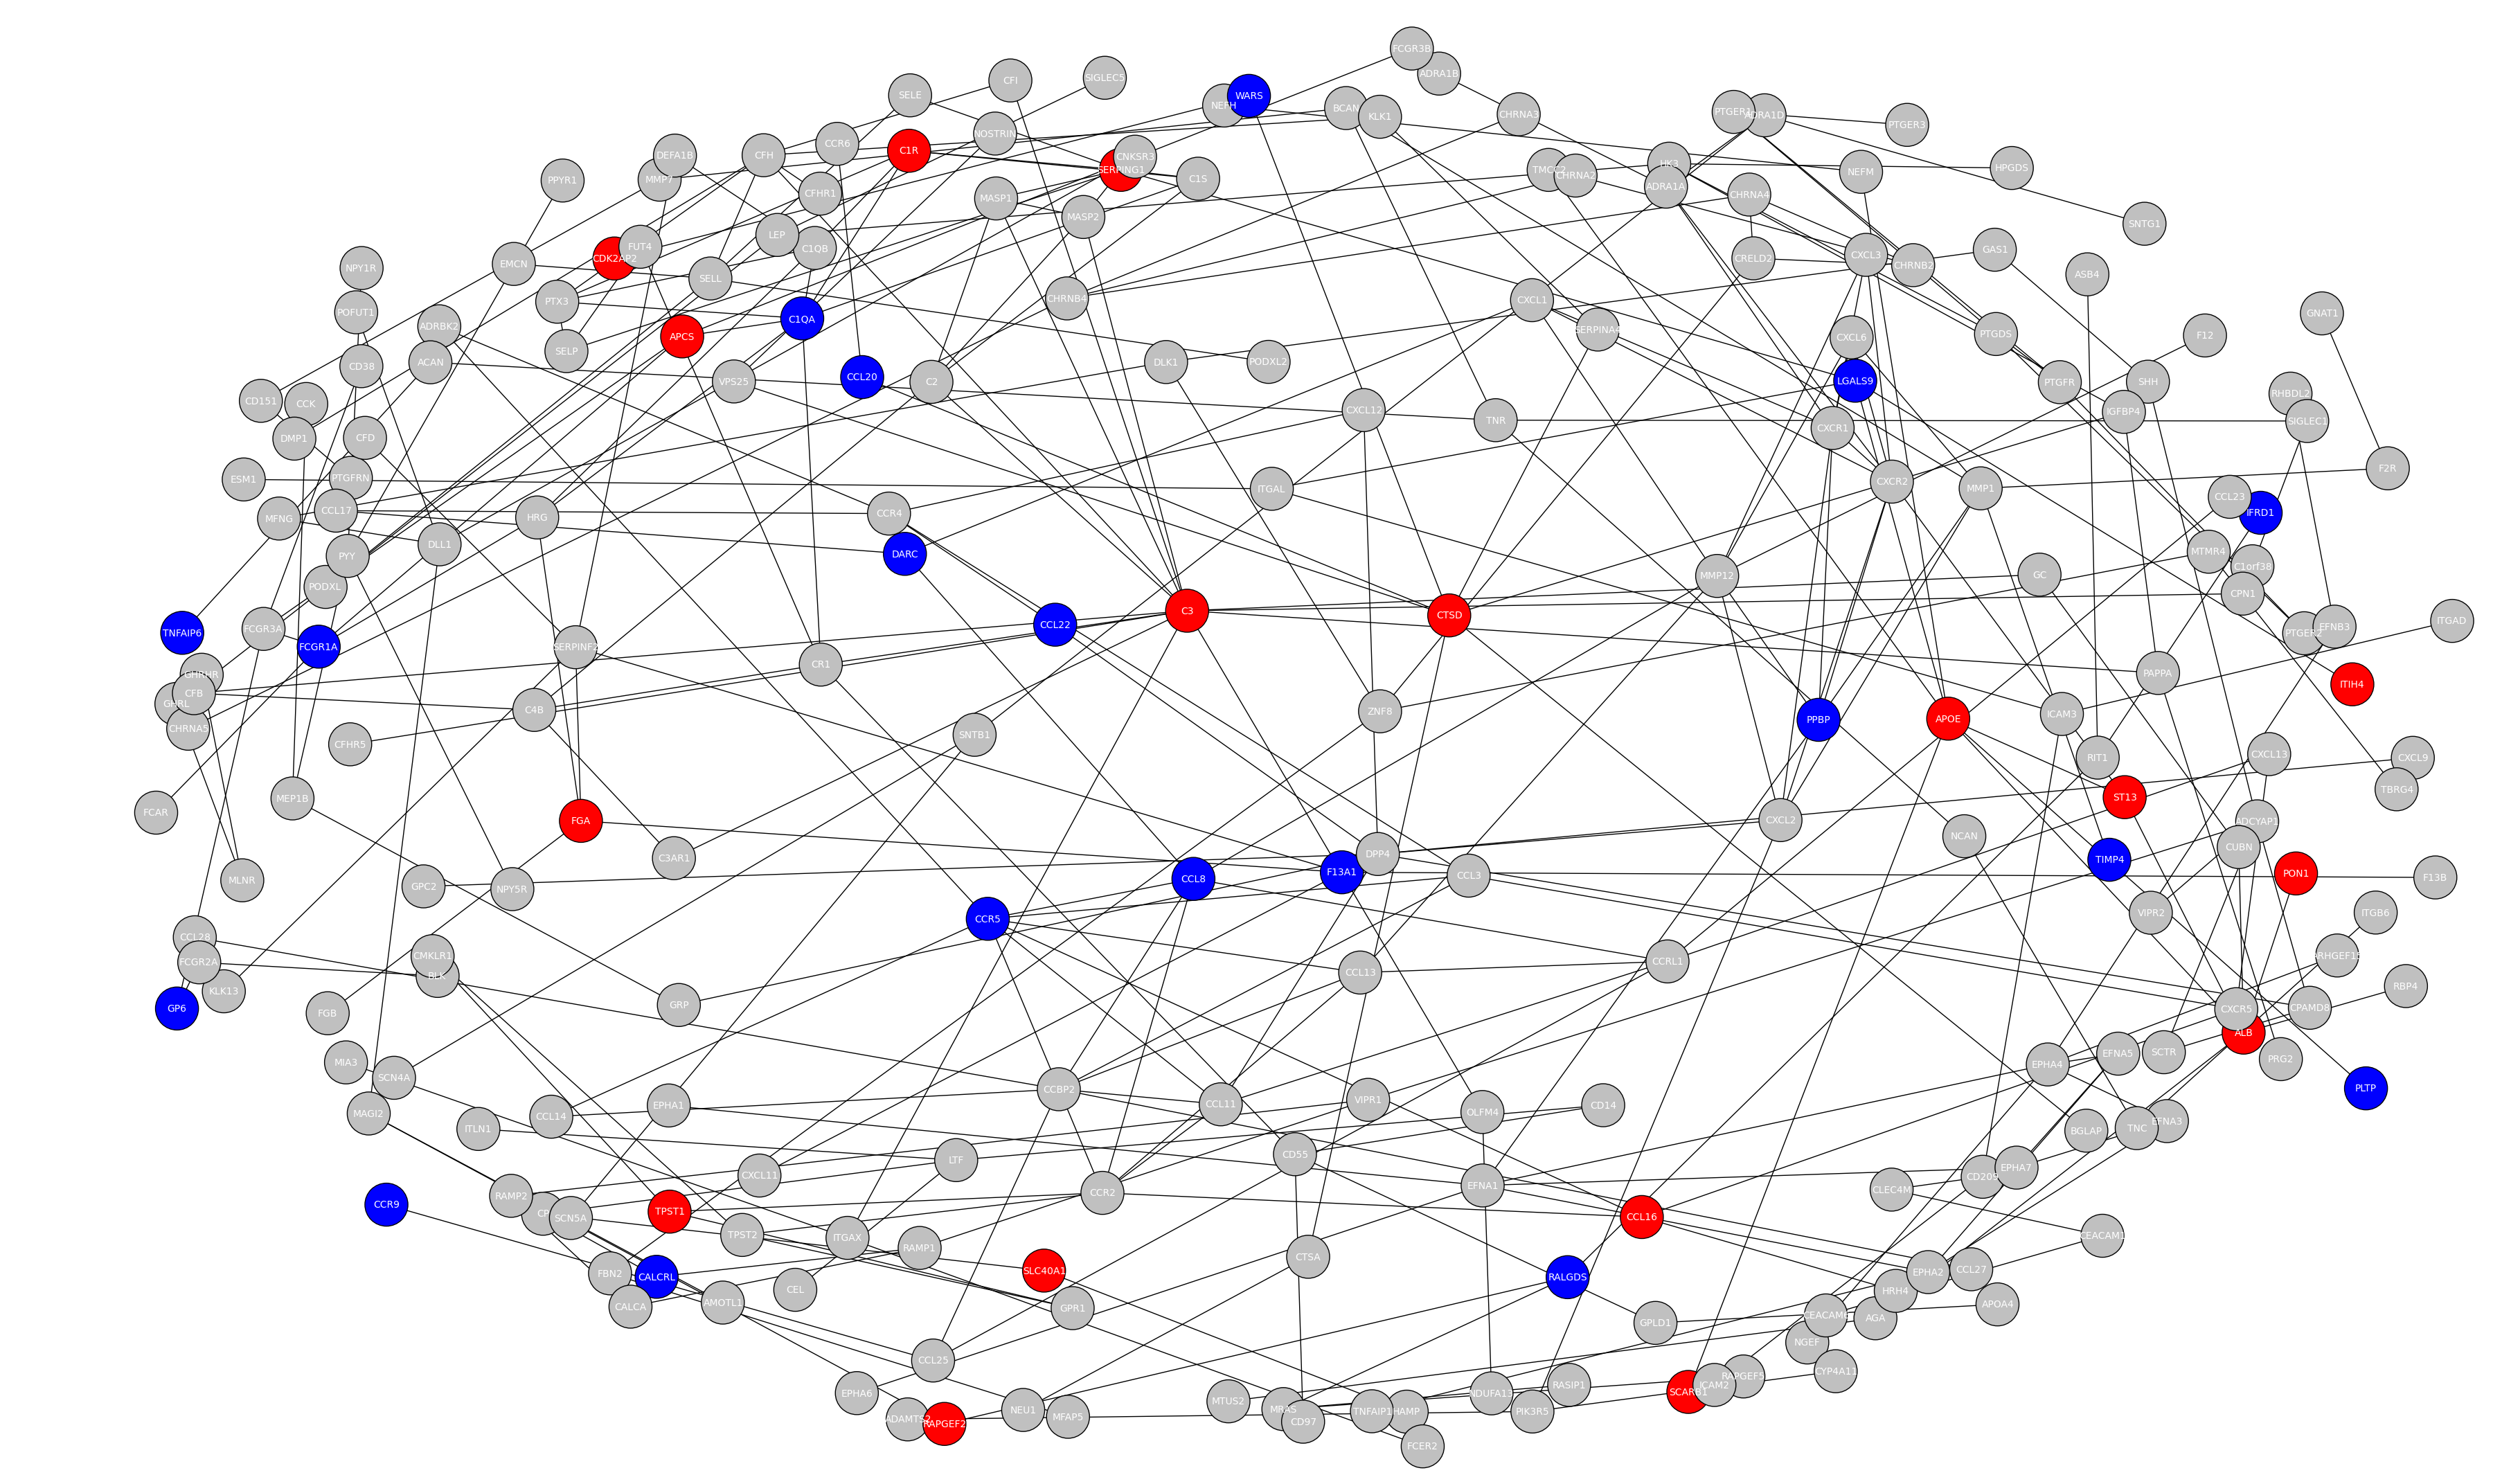 FCGR3B
ADRA1B
CFI
SIGLEC5
SELE
NEFH
WARS
BCAN
KLK1
CHRNA3
PTGER1
ADRA1D
PTGER3
NOSTRIN
CCR6
C1R
CFH
DEFA1B
MMP7
PPYR1
CNKSR3
SERPING1
C1S
CHRNA2
HK3
ADRA1A
HPGDS
NEFM
CHRNA4
CFHR1
MASP1
MASP2
SNTG1
LEP
C1QB
FUT4
CDK2AP2
EMCN
NPY1R
SELL
PTX3
CXCL3
CHRNB2
GAS1
CRELD2
ASB4
CHRNB4
CXCL1
POFUT1
ADRBK2
C1QA
SERPINA4
GNAT1
F12
APCS
SELP
ACAN
CD38
CXCL6
PTGDS
DLK1
PODXL2
CCL20
VPS25
C2
LGALS9
PTGFR
SHH
RHBDL2
CD151
CCK
IGFBP4
CXCL12
TNR
SIGLEC1
CXCR1
DMP1
CFD
F2R
ESM1
PTGFRN
ITGAL
CXCR2
MMP1
CCL23
IFRD1
MFNG
CCL17
HRG
CCR4
DLL1
PYY
DARC
MTMR4
C1orf38
GC
MMP12
PODXL
CPN1
C3
CTSD
CCL22
TNFAIP6
FCGR3A
FCGR1A
SERPINF2
ITGAD
PTGER2
EFNB3
CR1
GHRHR
CFB
GHRL
CHRNA5
PAPPA
ITIH4
C4B
ZNF8
PPBP
APOE
ICAM3
SNTB1
CFHR5
RIT1
CXCL13
CXCL9
TBRG4
MEP1B
ST13
FCAR
FGA
CXCL2
NCAN
ADCYAP1
CUBN
C3AR1
DPP4
F13A1
CCL3
TIMP4
PON1
F13B
MLNR
GPC2
NPY5R
CCL8
CCR5
VIPR2
ITGB6
CCL28
FCGR2A
CMKLR1
BLK
CCRL1
CCL13
KLK13
GP6
GRP
FGB
RBP4
CPAMD8
CXCR5
ALB
SCTR
PRG2
EFNA5
EPHA4
MIA3
SCN4A
CCBP2
PLTP
MAGI2
CCL14
EPHA1
CCL11
VIPR1
OLFM4
CD14
ITLN1
BGLAP
TNC
EFNA3
LTF
CD55
CXCL11
EFNA1
CD209
EPHA7
CLEC4M
CCR2
RAMP2
CCR9
SCN5A
TPST1
CCL16
TPST2
ITGAX
RAMP1
CTSA
FBN2
CALCRL
SLC40A1
RALGDS
EPHA2
CCL27
HRH4
CEL
CALCA
AMOTL1
GPR1
GPLD1
APOA4
AGA
NGEF
CCL25
CYP4A11
RAPGEF5
ICAM2
SCARB1
RASIP1
NDUFA13
EPHA6
MTUS2
MRAS
CD97
TNFAIP1
HAMP
PIK3R5
NEU1
MFAP5
ADAMTS2
RAPGEF2
FCER2